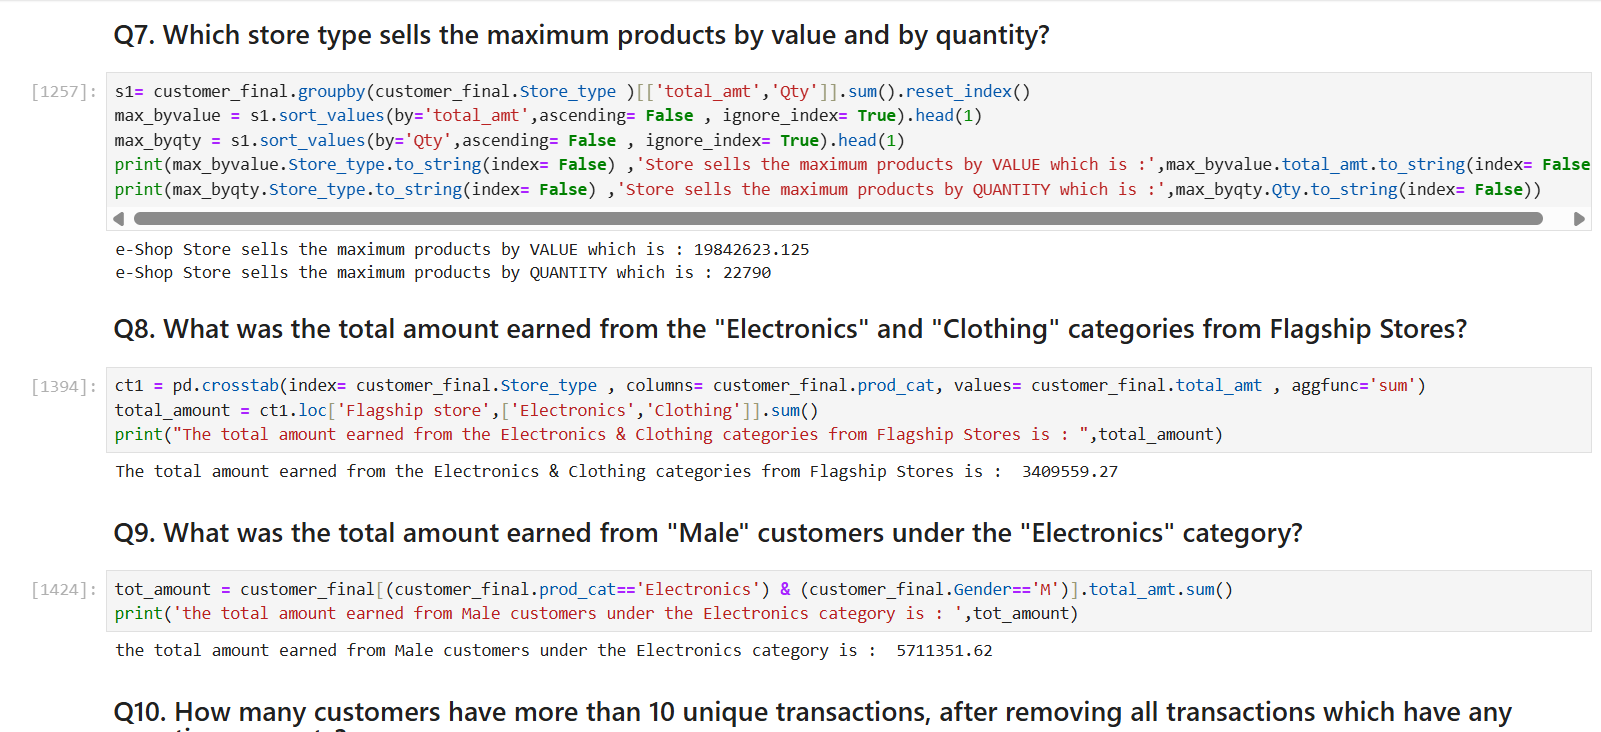 Q7. Which store type sells the maximum products by value and by quantity?
[1257]: s1= customer_final.groupby(customer_final.Store_type )[['total_amt','Qty']].sum().reset_index()
max_byvalue = s1.sort_values(by='total_amt',ascending= False , ignore_index= True).head(1)
max_byqty = s1.sort_values(by='Qty',ascending= False , ignore_index= True).head(1)
print(max_byvalue.Store_type.to_string(index= False) ,'Store sells the maximum products by VALUE which is :',max_byvalue.total_amt.to_string(index= False
print(max_byqty.Store_type.to_string(index= False) ,'Store sells the maximum products by QUANTITY which is :',max_byqty.Qty.to_string(index= False))
e-Shop Store sells the maximum products by VALUE which is : 19842623.125
e-Shop Store sells the maximum products by QUANTITY which is : 22790
Q8. What was the total amount earned from the "Electronics" and "Clothing" categories from Flagship Stores?
[1394]: ct1 = pd.crosstab(index= customer_final.Store_type , columns= customer_final.prod_cat, values= customer_final.total_amt , aggfunc='sum')
total_amount = ct1.loc['Flagship store',['Electronics','Clothing']].sum()
print("The total amount earned from the Electronics & Clothing categories from Flagship Stores is : ",total_amount)
The total amount earned from the Electronics & Clothing categories from Flagship Stores is :  3409559.27
Q9. What was the total amount earned from "Male" customers under the "Electronics" category?
[1424]: tot_amount = customer_final[(customer_final.prod_cat=='Electronics') & (customer_final.Gender=='M')].total_amt.sum()
print('the total amount earned from Male customers under the Electronics category is : ',tot_amount)
the total amount earned from Male customers under the Electronics category is :  5711351.62
Q10. How many customers have more than 10 unique transactions, after removing all transactions which have any